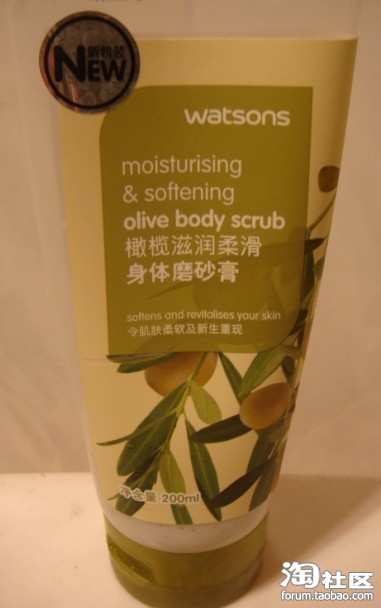 新包装
NEW
watsons
moisturising
& softening
olive body scrub
橄榄滋润柔滑
身体磨砂膏
softens and revitalises your skin
令肌肤柔软及新生重现
净含量 200ml
淘社区
forum.taobao.com